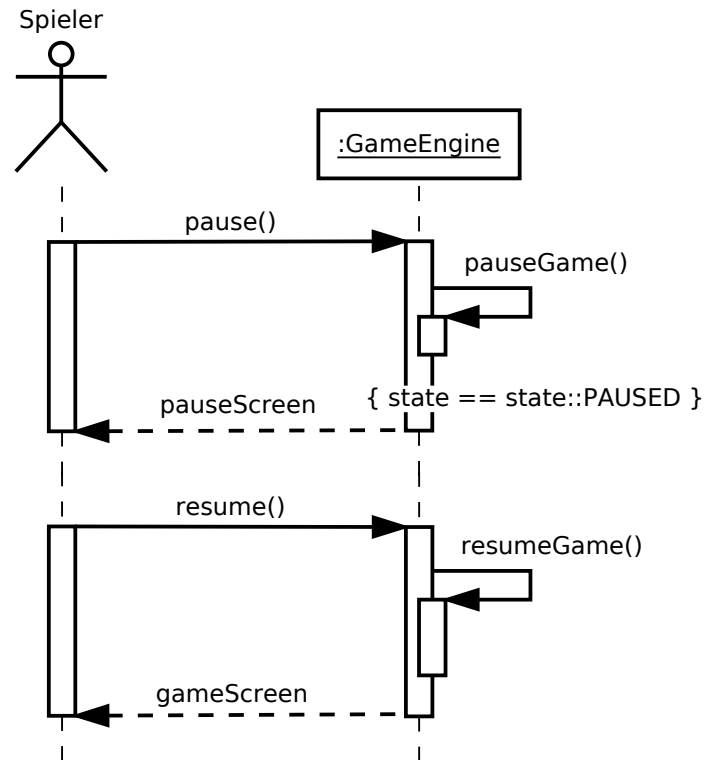 Spieler
:GameEngine
pause()
pauseGame()
{ state == state::PAUSED }
pauseScreen
resume()
resumeGame()
gameScreen